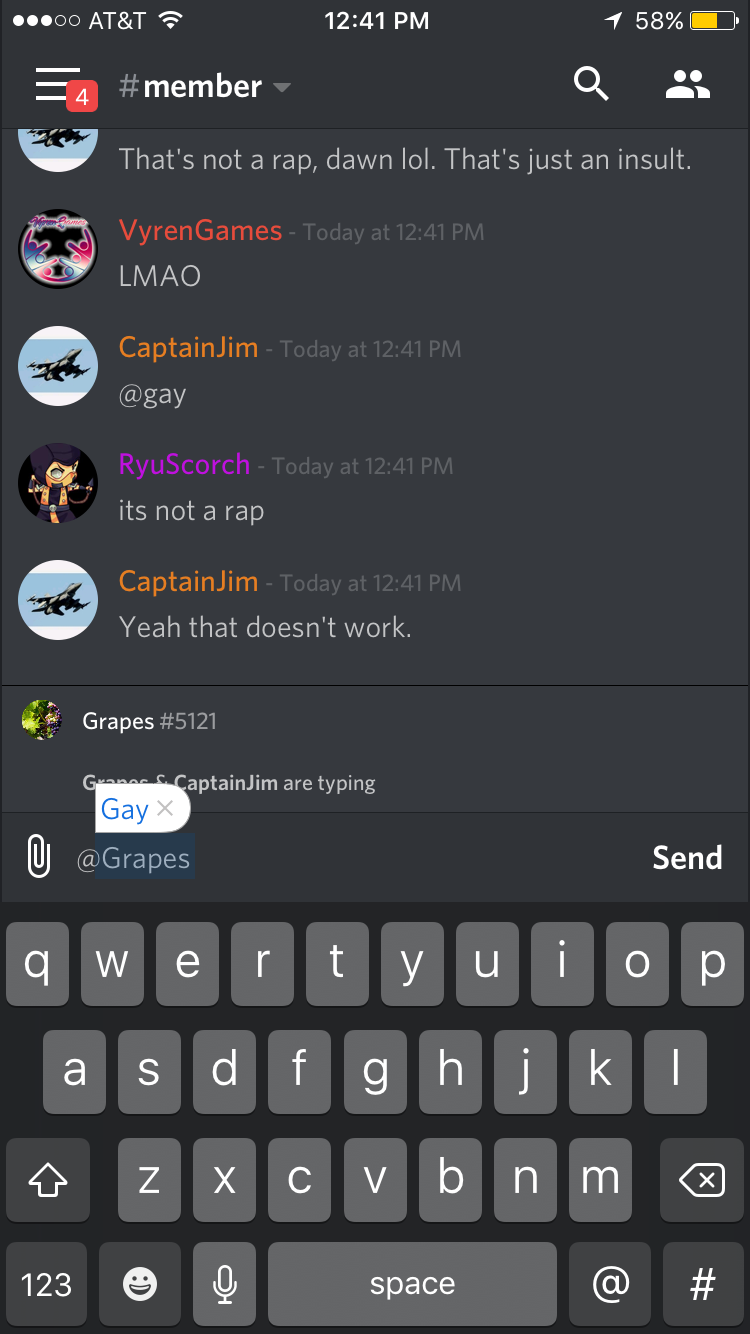 AT&T 12:41 PM 58%
4 #member
That's not a rap, dawn lol. That's just an insult.
VyrenGames - Today at 12:41 PM
LMAO
CaptainJim - Today at 12:41 PM
@gay
RyuScorch - Today at 12:41 PM
its not a rap
CaptainJim - Today at 12:41 PM
Yeah that doesn't work.
Grapes #5121
Grapes & CaptainJim are typing
Gay ×
@Grapes Send
q w e r t y u i o p
a s d f g h j k l
z x c v b n m
123 space @ #